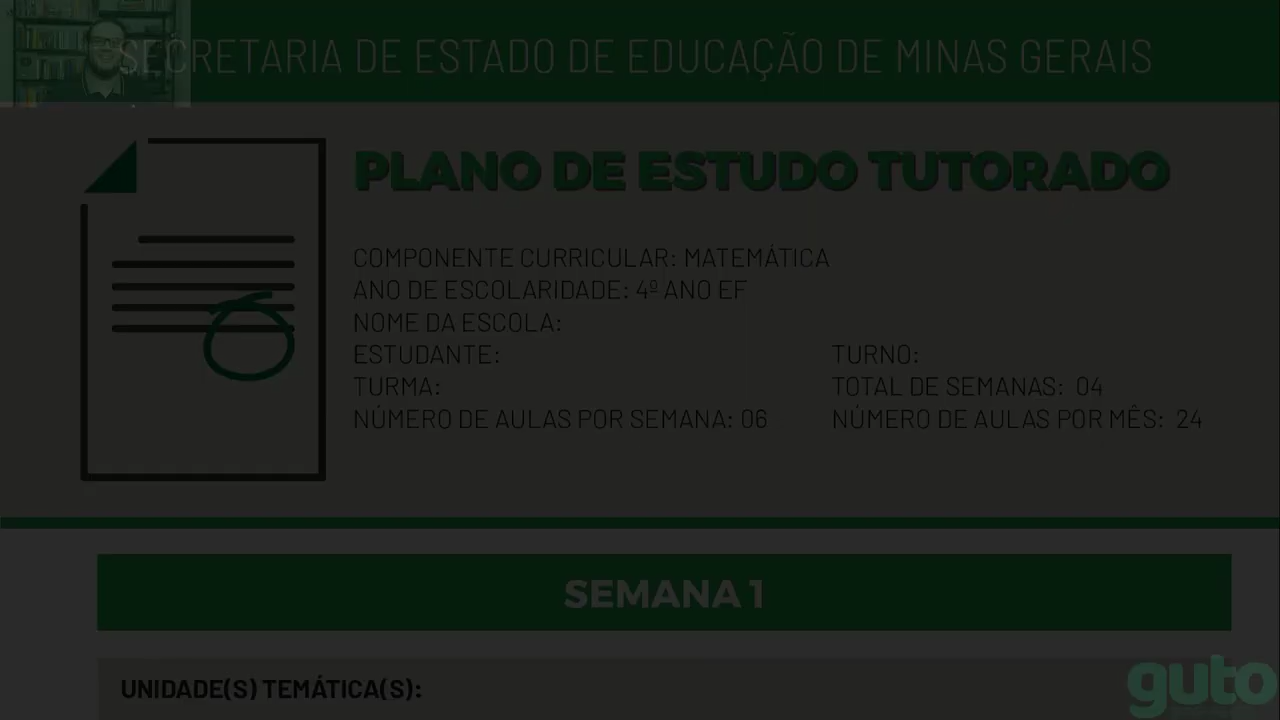 SECRETARIA DE ESTADO DE EDUCAÇÃO DE MINAS GERAIS
PLANO DE ESTUDO TUTORADO
COMPONENTE CURRICULAR: MATEMÁTICA
ANO DE ESCOLARIDADE: 4º ANO EF
NOME DA ESCOLA:
ESTUDANTE:
TURNO:
TURMA:
TOTAL DE SEMANAS: 04
NÚMERO DE AULAS POR SEMANA: 06
NÚMERO DE AULAS POR MÊS: 24
SEMANA 1
UNIDADE(S) TEMÁTICA(S):
guto